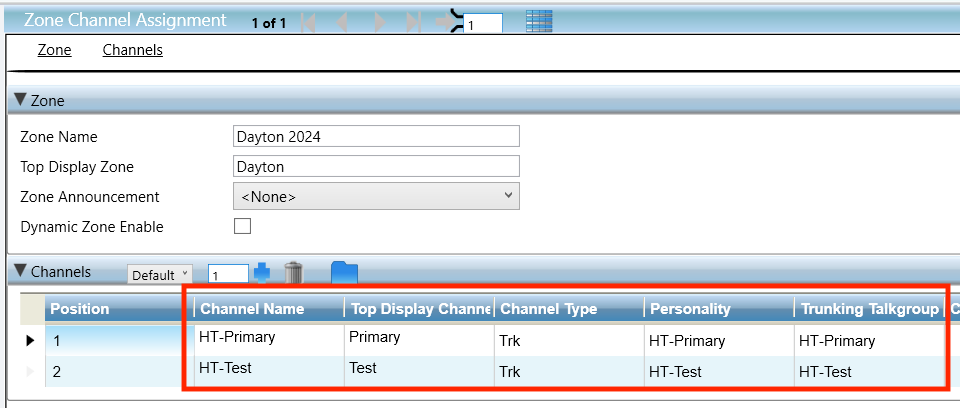 Zone Channel Assignment 1 of 1 1
Zone Channels
Zone
Zone Name Dayton 2024
Top Display Zone Dayton
Zone Announcement <None>
Dynamic Zone Enable
Channels Default 1
Position Channel Name Top Display Channe Channel Type Personality Trunking Talkgroup C
1 HT-Primary Primary Trk HT-Primary HT-Primary
2 HT-Test Test Trk HT-Test HT-Test